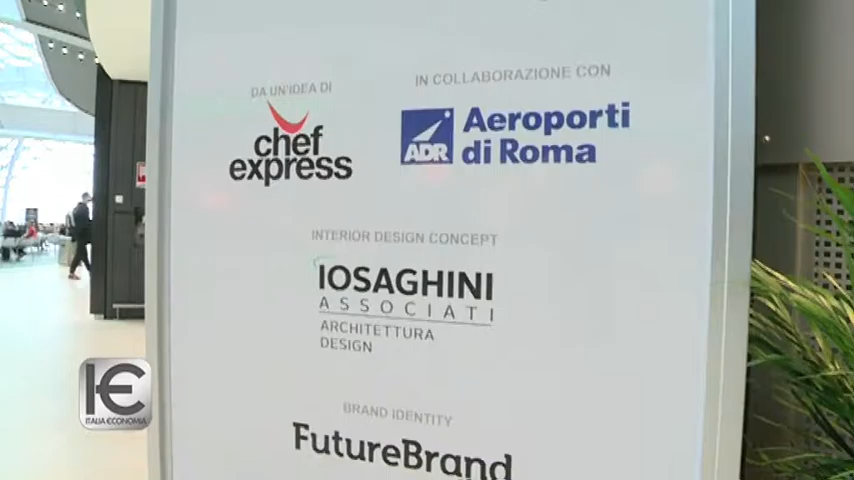 DA UN'IDEA DI
chef
express
IN COLLABORAZIONE CON
ADR
Aeroporti
di Roma
INTERIOR DESIGN CONCEPT
IOSAGHINI
ASSOCIATI
ARCHITETTURA
DESIGN
BRAND IDENTITY
FutureBrand
I€
ITALIA ECONOMIA